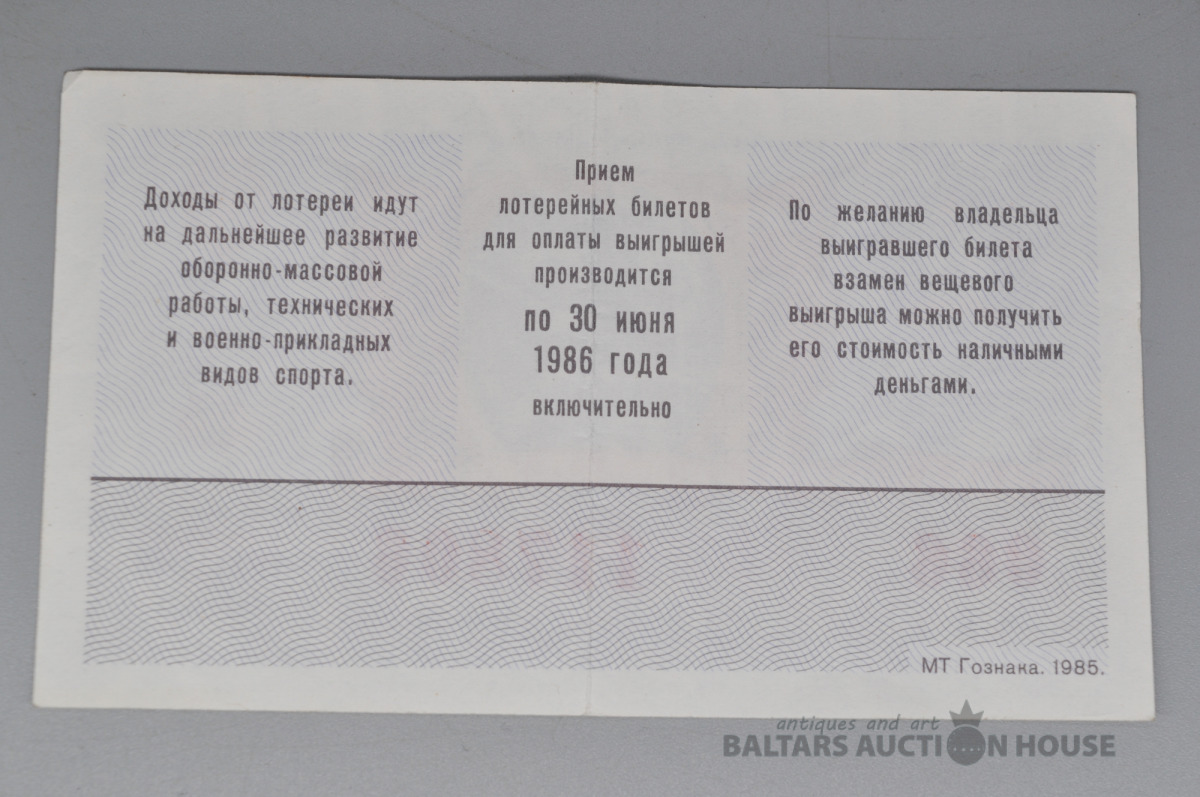 Доходы от лотереи идут
на дальнейшее развитие
оборонно-массовой
работы, технических
и военно-прикладных
видов спорта.
Прием
лотерейных билетов
для оплаты выигрышей
производится
по 30 июня
1986 года
включительно
По желанию владельца
выигравшего билета
взамен вещевого
выигрыша можно получить
его стоимость наличными
деньгами.
МТ Гознака. 1985.
antiques and art
BALTARS AUCTION HOUSE